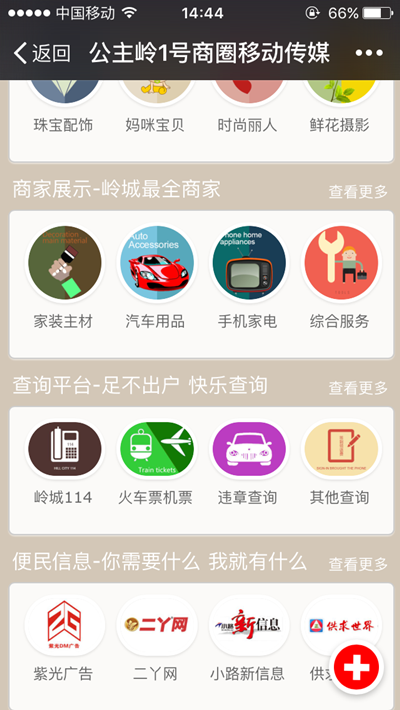 中国移动 14:44 66%
返回 公主岭1号商圈移动传媒
珠宝配饰 妈咪宝贝 时尚丽人 鲜花摄影
商家展示-岭城最全商家 查看更多
Auto
Accessories
phone home
appliances
家装主材 汽车用品 手机家电 综合服务
查询平台-足不出户 快乐查询 查看更多
114
Train tickets
岭城114 火车票机票 违章查询 其他查询
便民信息-你需要什么 我就有什么 查看更多
紫光DM广告 二丫网 小路新信息 供求世界
紫光广告 二丫网 小路新信息 供求